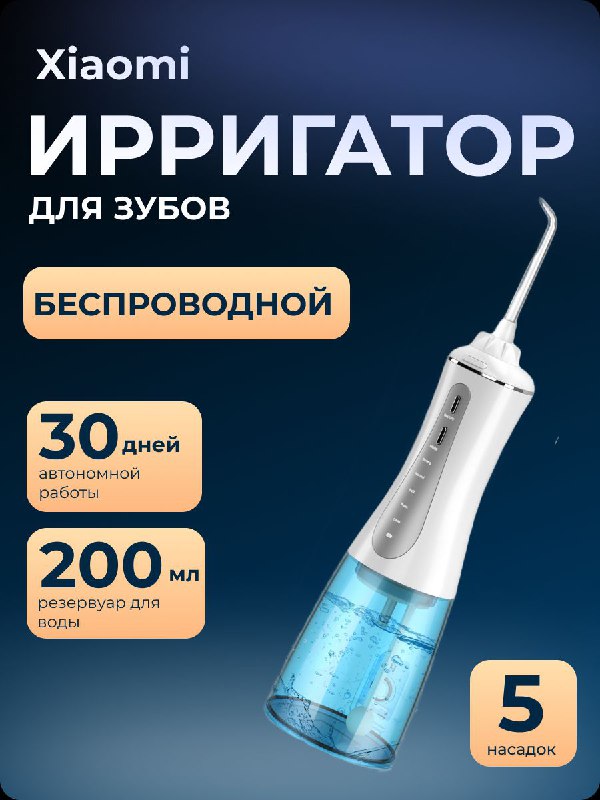 Xiaomi
ИРРИГАТОР
ДЛЯ ЗУБОВ
БЕСПРОВОДНОЙ
30 дней
автономной
работы
200 мл
резервуар для
воды
5
насадок